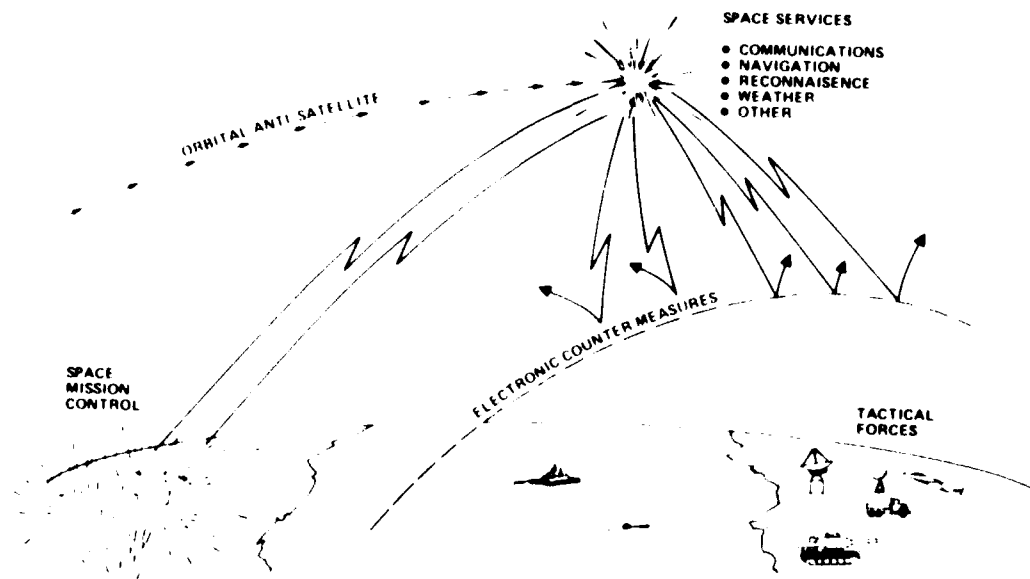 SPACE SERVICES
● COMMUNICATIONS
● NAVIGATION
● RECONNAISENCE
● WEATHER
● OTHER
ORBITAL ANTI SATELLITE
ELECTRONIC COUNTER MEASURES
SPACE
MISSION
CONTROL
TACTICAL
FORCES